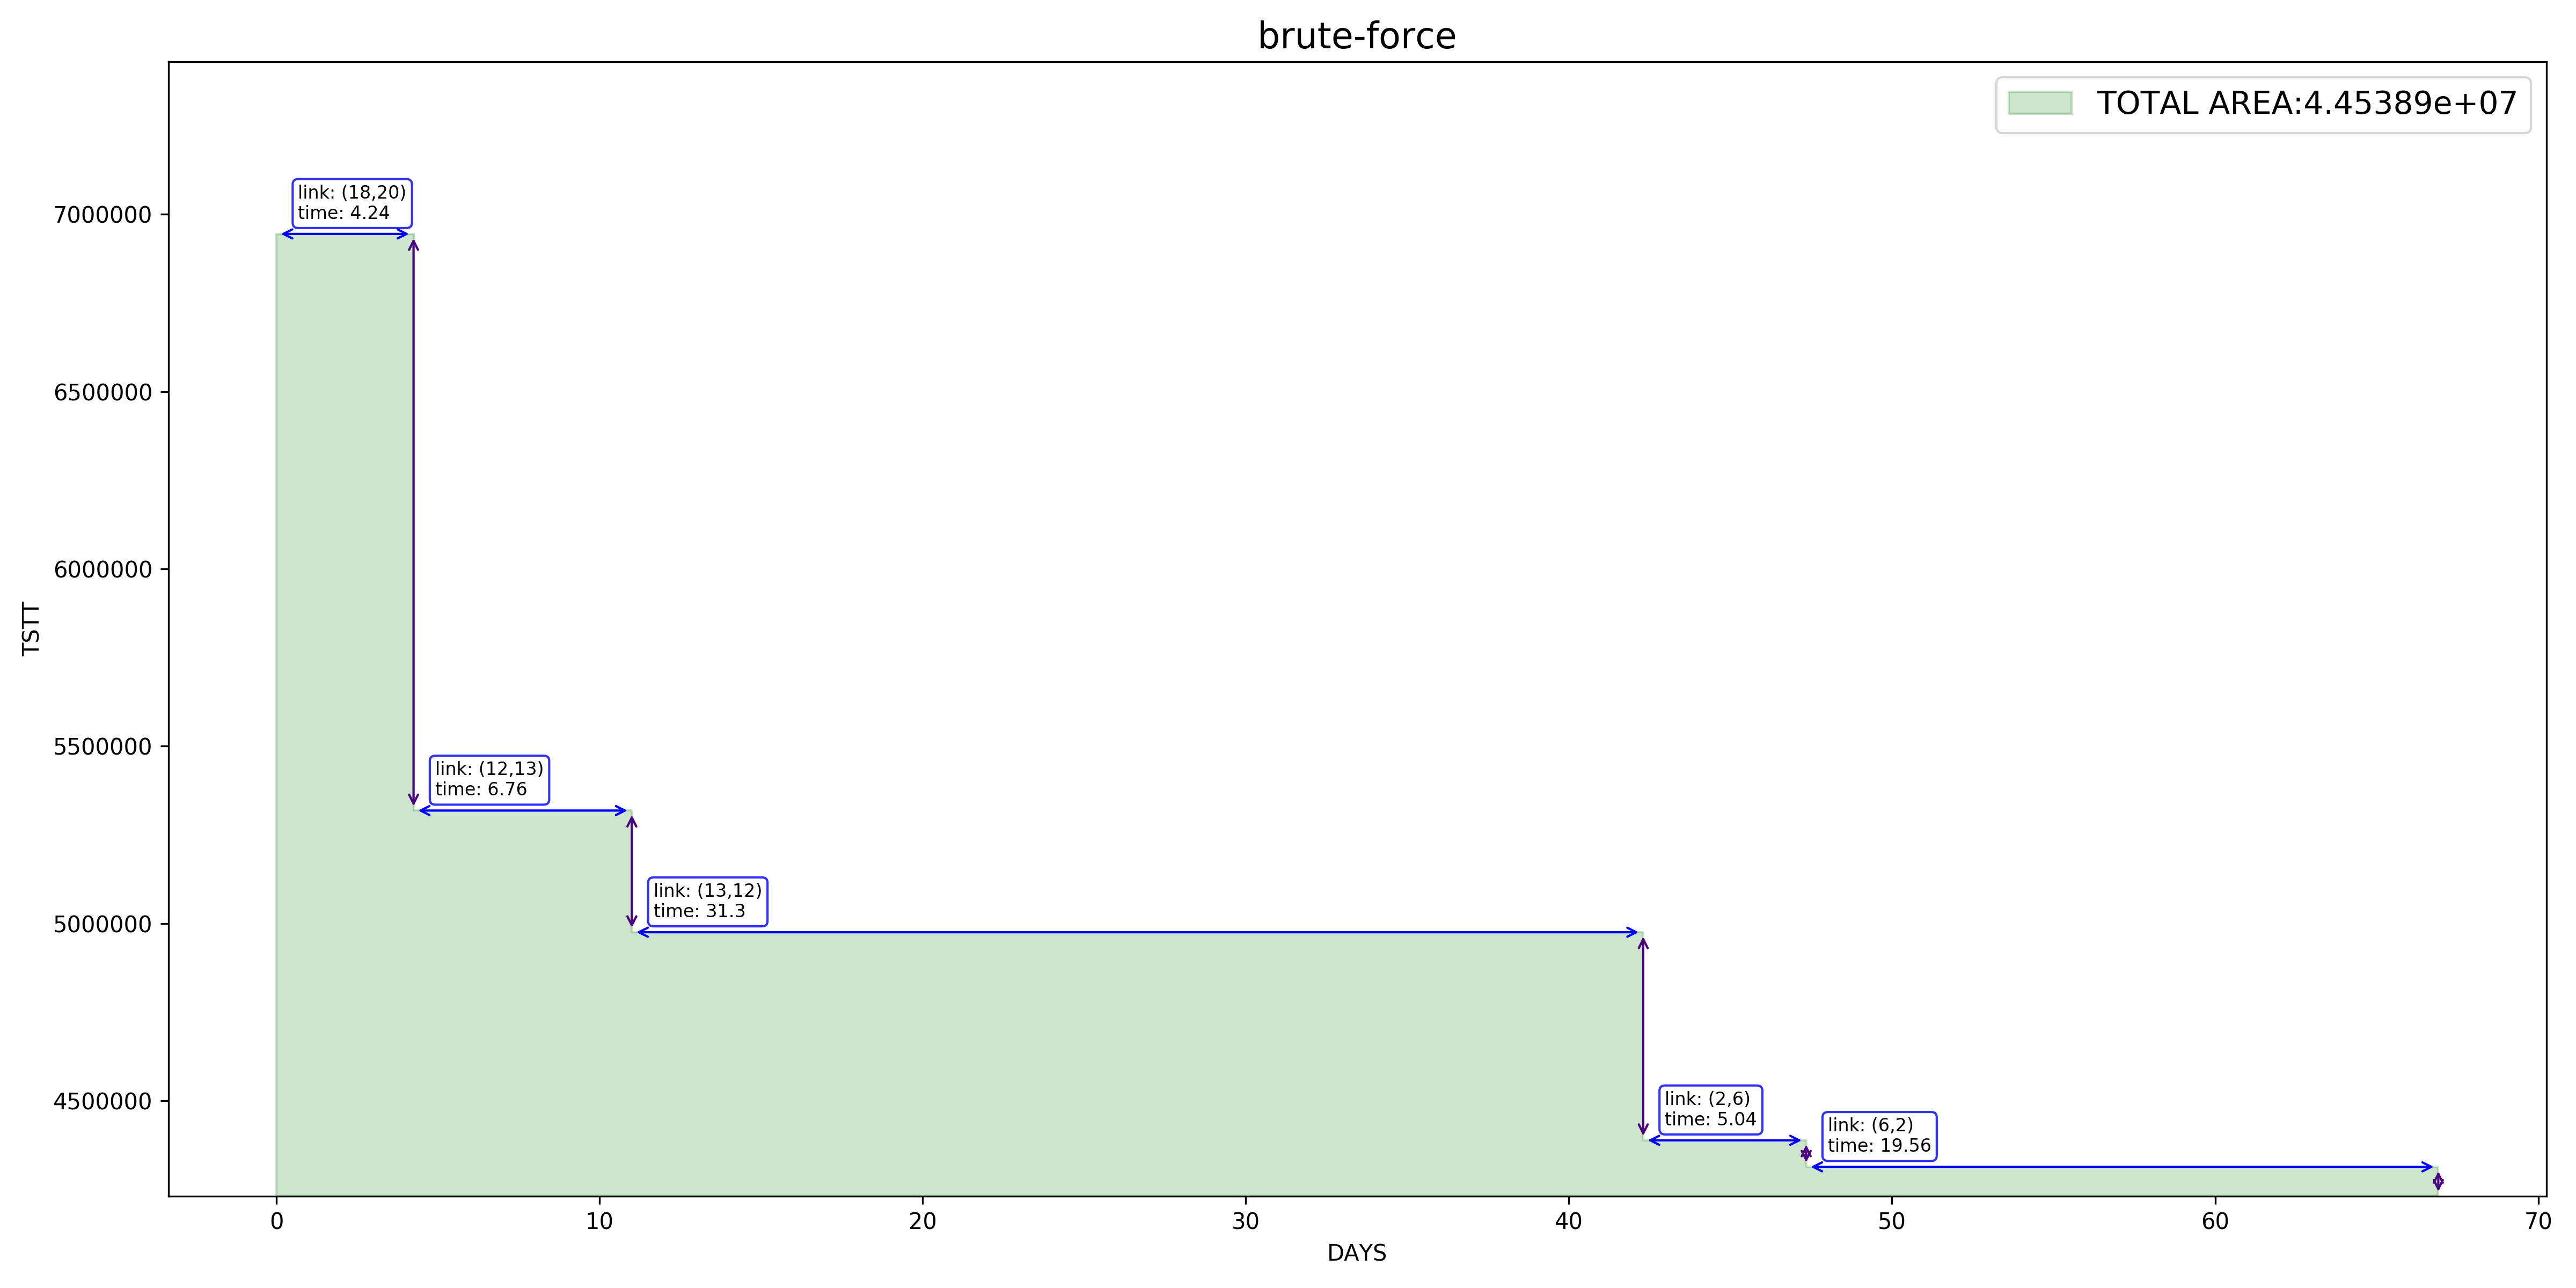 brute-force
TOTAL AREA:4.45389e+07
link: (18,20)
time: 4.24
7000000
6500000
6000000
TSTT
5500000
link: (12,13)
time: 6.76
link: (13,12)
time: 31.3
5000000
4500000
link: (2,6)
time: 5.04
link: (6,2)
time: 19.56
0 10 20 30 40 50 60 70
DAYS